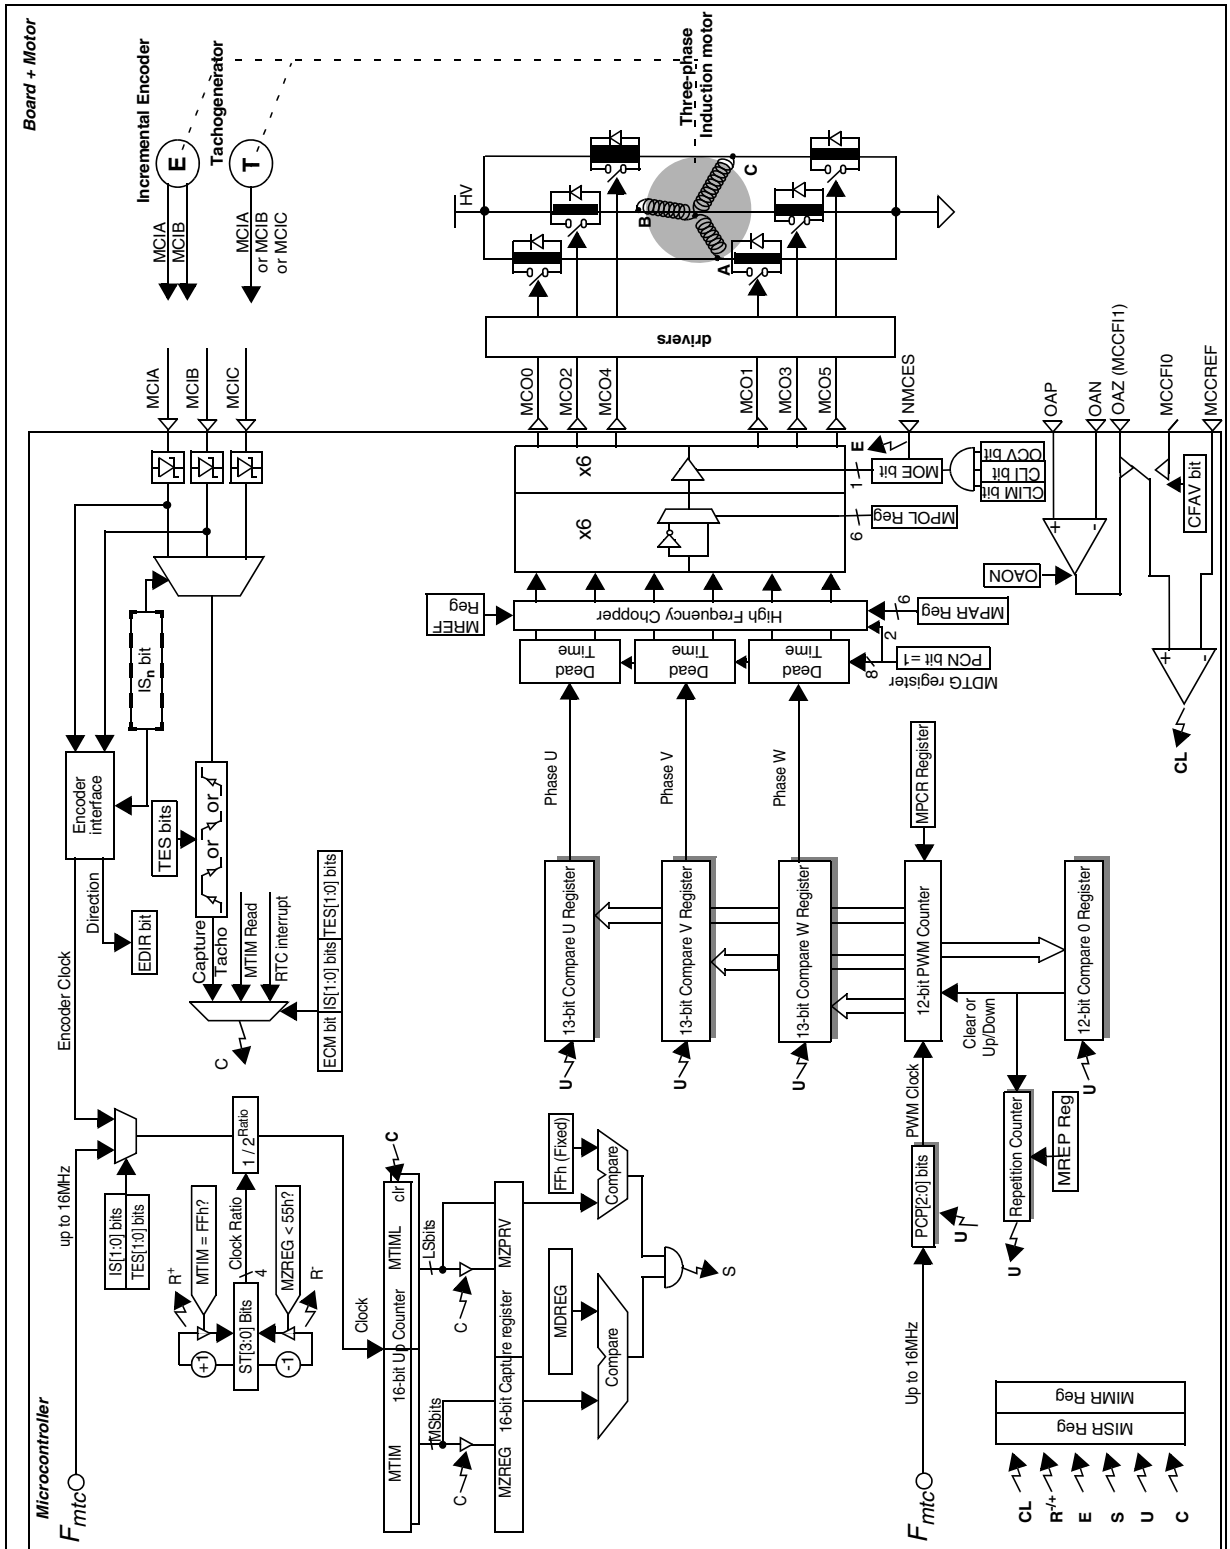 Board + Motor
Microcontroller
Incremental Encoder
E
Tachogenerator
T
MCIA
MCIB
MCIA
or MCIB
or MCIC
Three-phase
Induction motor
HV
A
B
C
MCIA
MCIB
MCIC
drivers
MCO0
MCO2
MCO4
MCO1
MCO3
MCO5
NMCES
OAP
OAN
OAZ (MCCFI1)
MCCFI0
MCCREF
x6
x6
E
1
MOE bit
CLIM bit
CLI bit
OCV bit
6
MPOL Reg
CFAV bit
OAON
+
-
+
-
CL
MREF
Reg
High Frequency Chopper
6
MPAR Reg
2
Dead
Time
Dead
Time
Dead
Time
8
PCN bit =1
MDTG register
Phase U
Phase V
Phase W
ISn bit
Encoder
interface
TES bits
or
or
Encoder Clock
Direction
EDIR bit
Capture
Tacho
MTIM Read
RTC interrupt
C
ECM bit
IS[1:0] bits
TES[1:0] bits
13-bit Compare U Register
13-bit Compare V Register
13-bit Compare W Register
U
U
U
MPCR Register
12-bit PWM Counter
12-bit Compare 0 Register
U
Clear or
Up/Down
PWM Clock
PCP[2:0] bits
U
Repetition Counter
U
MREP Reg
Up to 16MHz
Fmtc
up to 16MHz
Fmtc
IS[1:0] bits
TES[1:0] bits
1 / 2Ratio
Clock Ratio
4
R+
MTIM = FFh?
+1
ST[3:0] Bits
-1
MZREG < 55h?
R-
Clock
C
MTIM
16-bit Up Counter
MTIML
clr
MSbits
LSbits
C
C
MZREG
16-bit Capture register
MZPRV
MDREG
FFh (Fixed)
Compare
Compare
S
MISR Reg
MIMR Reg
CL
R-/+
E
S
U
C